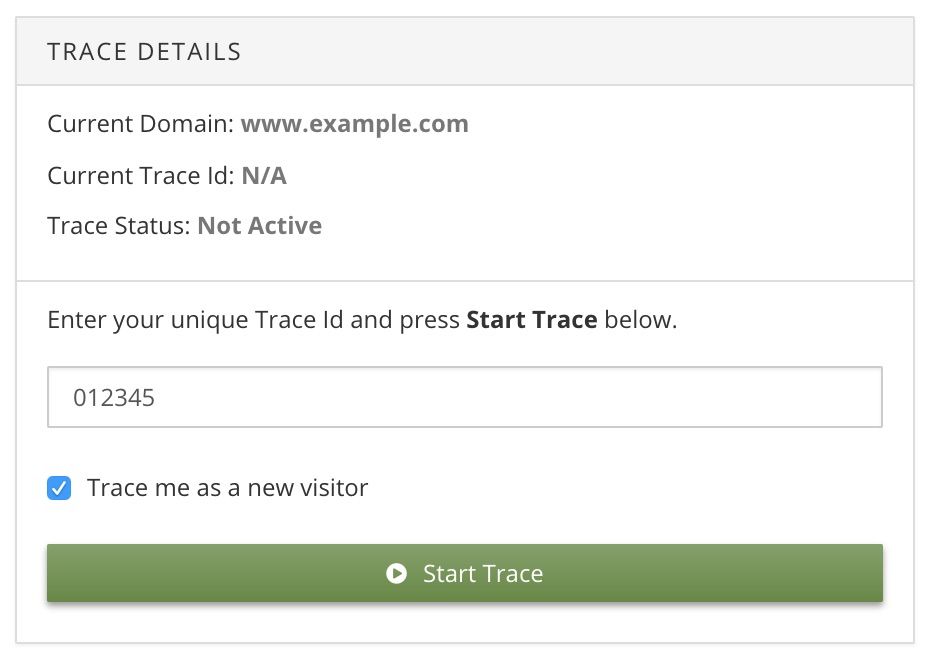 TRACE DETAILS
Current Domain: www.example.com
Current Trace Id: N/A
Trace Status: Not Active
Enter your unique Trace Id and press Start Trace below.
012345
Trace me as a new visitor
Start Trace